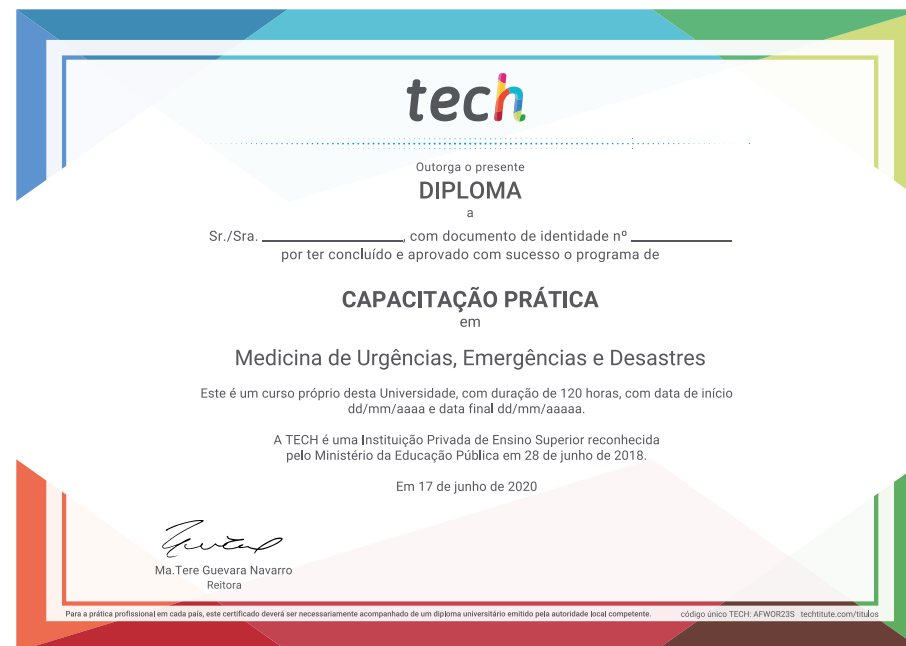 tech
Outorga o presente
DIPLOMA
a
Sr./Sra. __________________, com documento de identidade nº _____________
por ter concluído e aprovado com sucesso o programa de
CAPACITAÇÃO PRÁTICA
em
Medicina de Urgências, Emergências e Desastres
Este é um curso próprio desta Universidade, com duração de 120 horas, com data de início
dd/mm/aaaa e data final dd/mm/aaaaa.
A TECH é uma Instituição Privada de Ensino Superior reconhecida
pelo Ministério da Educação Pública em 28 de junho de 2018.
Em 17 de junho de 2020
Ma.Tere Guevara Navarro
Reitora
Para a prática profissional em cada país, este certificado deverá ser necessariamente acompanhado de um diploma universitário emitido pela autoridade local competente. código único TECH: AFWOR23S techtitute.com/titulos